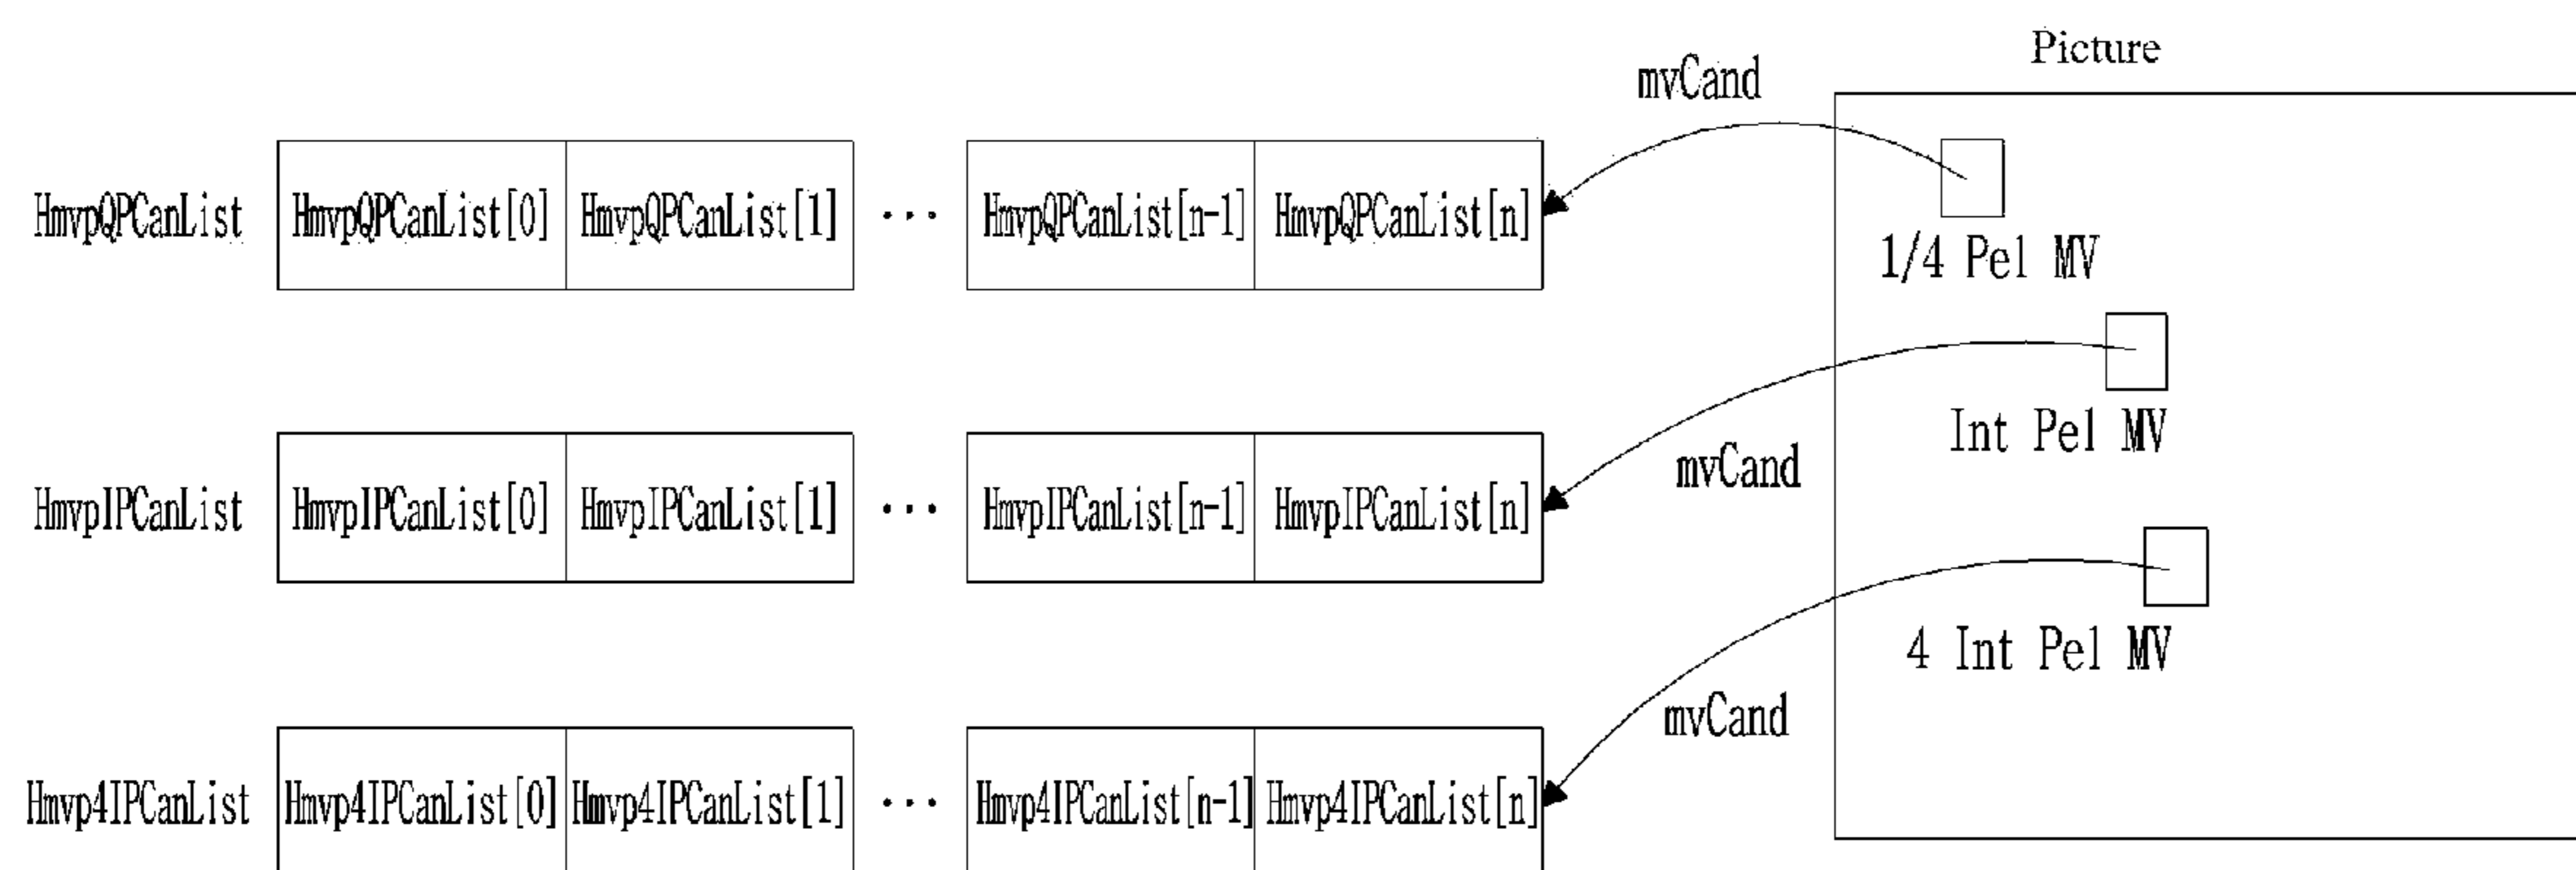 Picture
mvCand
HmvpQPCanList HmvpQPCanList[0] HmvpQPCanList[1] ... HmvpQPCanList[n-1] HmvpQPCanList[n]
1/4 Pel MV
Int Pel MV
mvCand
HmvpIPCanList HmvpIPCanList[0] HmvpIPCanList[1] ... HmvpIPCanList[n-1] HmvpIPCanList[n]
4 Int Pel MV
mvCand
Hmvp4IPCanList Hmvp4IPCanList[0] Hmvp4IPCanList[1] ... Hmvp4IPCanList[n-1] Hmvp4IPCanList[n]